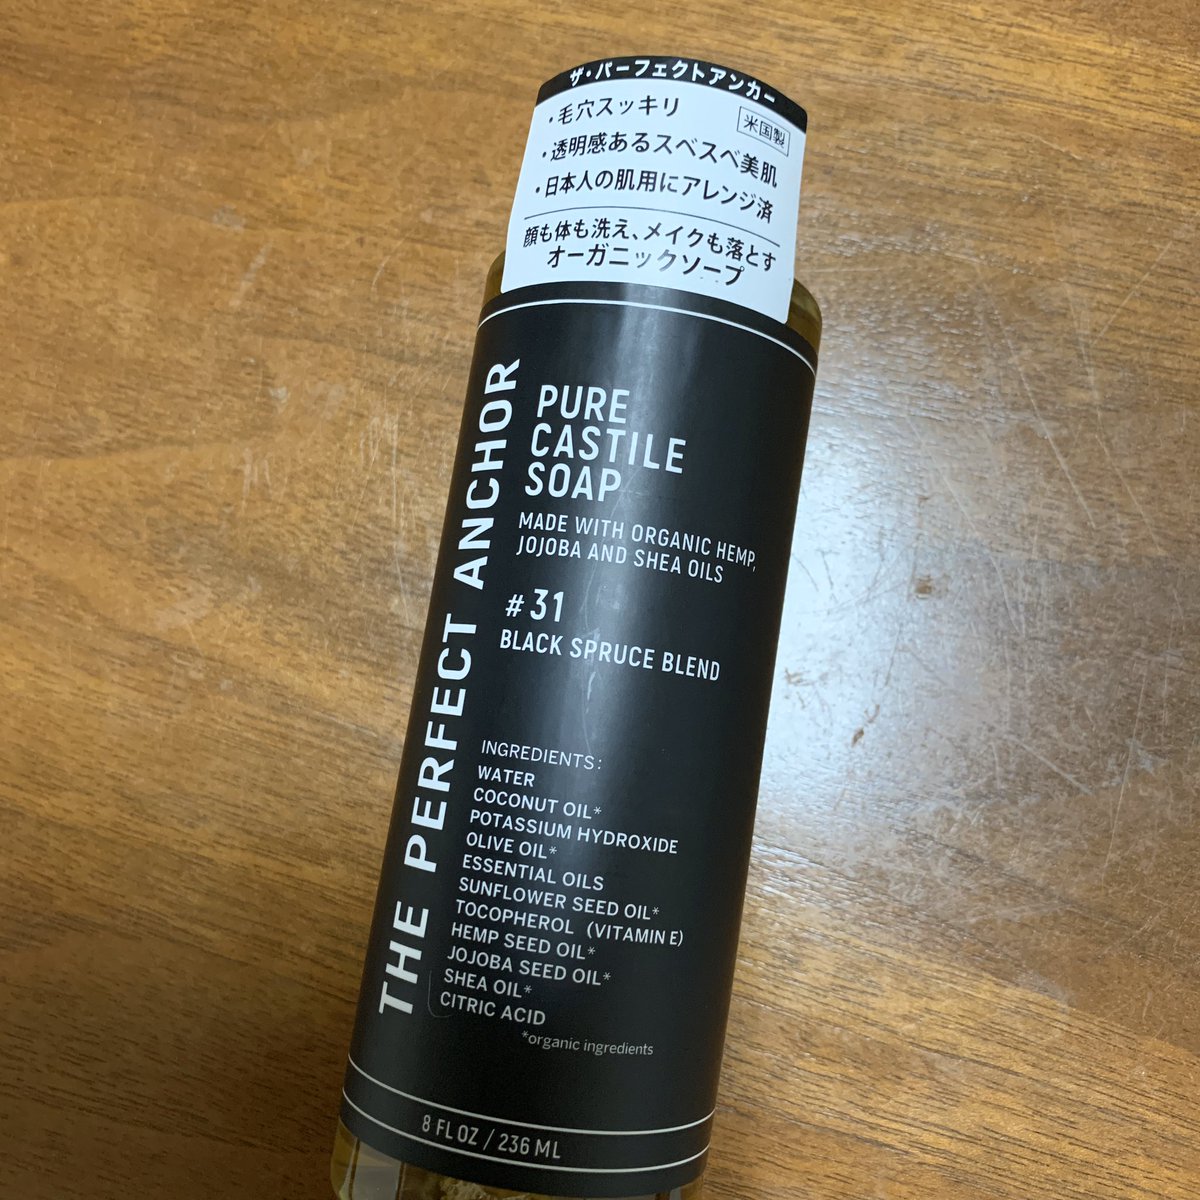 ザ・パーフェクトアンカー
・毛穴スッキリ
米国製
・透明感あるスベスベ美肌
・日本人の肌用にアレンジ済
顔も体も洗え、メイクも落とす
オーガニックソープ
THE PERFECT ANCHOR
PURE
CASTILE
SOAP
MADE WITH ORGANIC HEMP,
JOJOBA AND SHEA OILS
#31
BLACK SPRUCE BLEND
INGREDIENTS:
WATER
COCONUT OIL*
POTASSIUM HYDROXIDE
OLIVE OIL*
ESSENTIAL OILS
SUNFLOWER SEED OIL*
TOCOPHEROL (VITAMIN E)
HEMP SEED OIL*
JOJOBA SEED OIL*
SHEA OIL*
CITRIC ACID
*organic ingredients
8 FL OZ / 236 ML